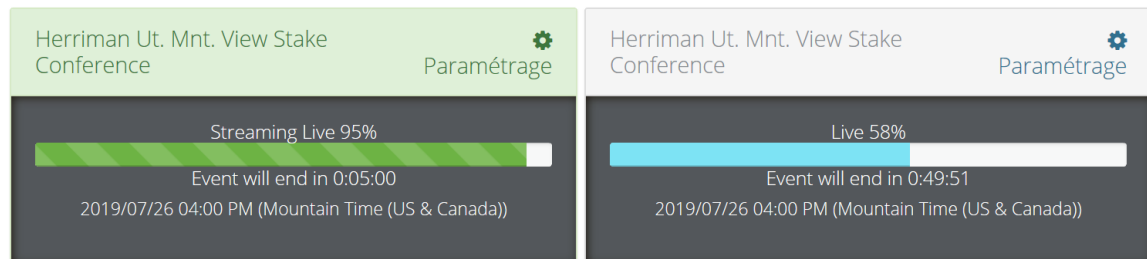 Herriman Ut. Mnt. View Stake
Conference
Paramétrage
Streaming Live 95%
Event will end in 0:05:00
2019/07/26 04:00 PM (Mountain Time (US & Canada))
Herriman Ut. Mnt. View Stake
Conference
Paramétrage
Live 58%
Event will end in 0:49:51
2019/07/26 04:00 PM (Mountain Time (US & Canada))